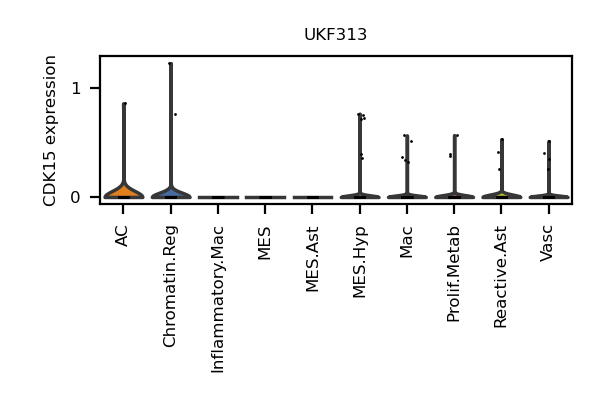 UKF313
CDK15 expression
1
0
AC
Chromatin.Reg
Inflammatory.Mac
MES
MES.Ast
MES.Hyp
Mac
Prolif.Metab
Reactive.Ast
Vasc